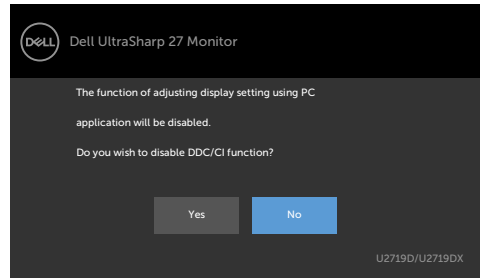 DELL
Dell UltraSharp 27 Monitor
The function of adjusting display setting using PC
application will be disabled.
Do you wish to disable DDC/CI function?
Yes
No
U2719D/U2719DX